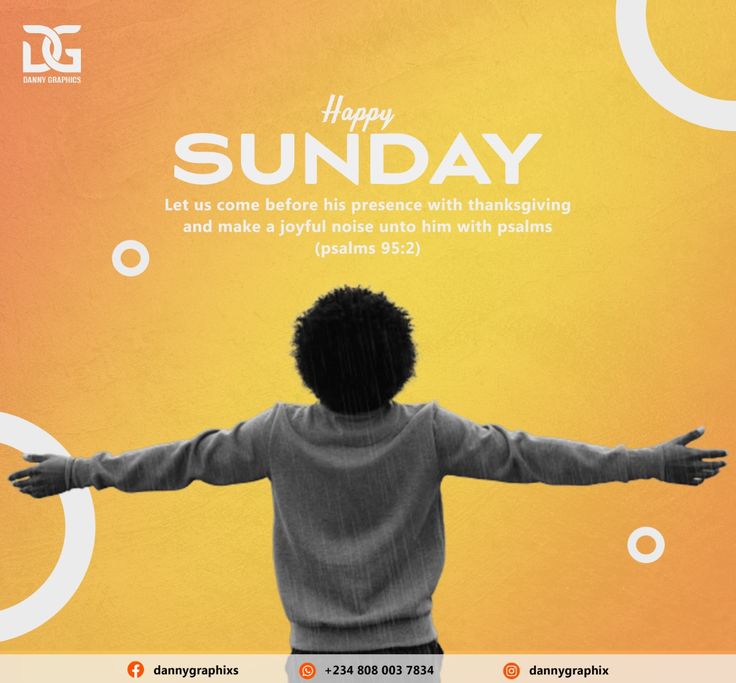 DG
DANNY GRAPHICS
Happy
SUNDAY
Let us come before his presence with thanksgiving
and make a joyful noise unto him with psalms
(psalms 95:2)
dannygraphixs
+234 808 003 7834
dannygraphix